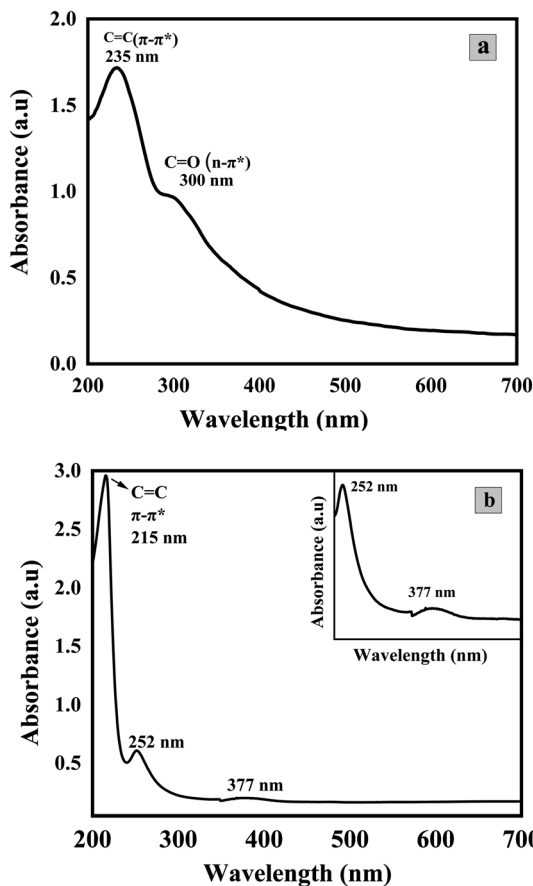 C=C(π-π*)
235 nm
a
C=O (n-π*)
300 nm
2.0
1.5
1.0
0.5
0.0
Absorbance (a.u)
200 300 400 500 600 700
Wavelength (nm)
C=C
π-π*
215 nm
252 nm
377 nm
3.0
2.5
2.0
1.5
1.0
0.5
Absorbance (a.u)
200 300 400 500 600 700
Wavelength (nm)
b
252 nm
377 nm
Absorbance (a.u)
Wavelength (nm)